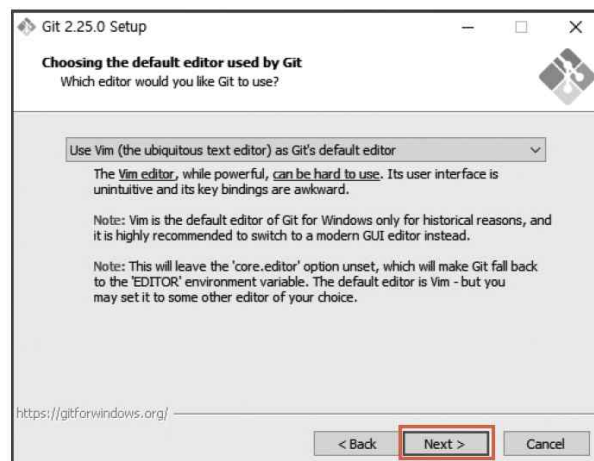 Git 2.25.0 Setup
Choosing the default editor used by Git
Which editor would you like Git to use?
Use Vim (the ubiquitous text editor) as Git's default editor
The Vim editor, while powerful, can be hard to use. Its user interface is
unintuitive and its key bindings are awkward.
Note: Vim is the default editor of Git for Windows only for historical reasons, and
it is highly recommended to switch to a modern GUI editor instead.
Note: This will leave the 'core.editor' option unset, which will make Git fall back
to the 'EDITOR' environment variable. The default editor is Vim - but you
may set it to some other editor of your choice.
https://gitforwindows.org/
< Back Next > Cancel